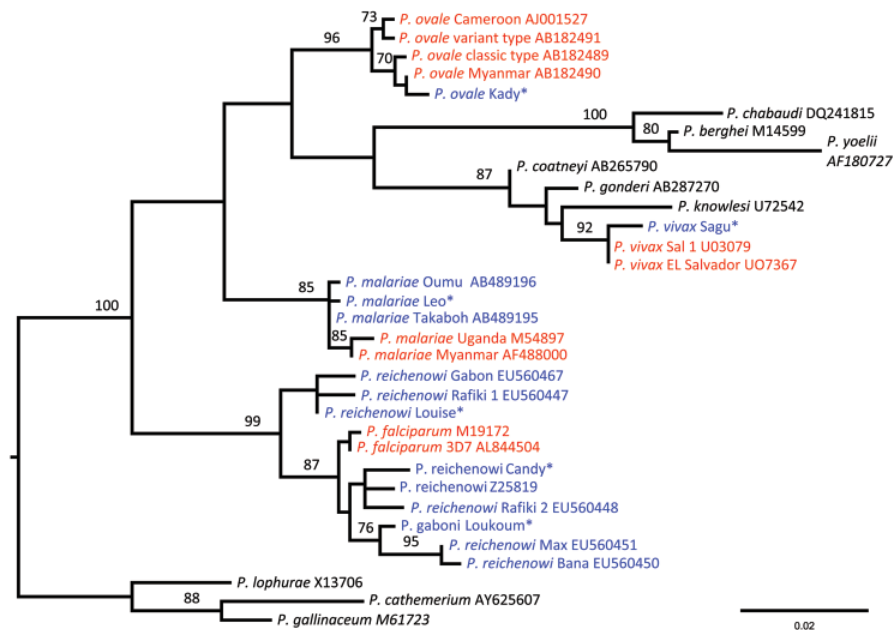 73
P. ovale Cameroon AJ001527
96
P. ovale variant type AB182491
P. ovale classic type AB182489
70
P. ovale Myanmar AB182490
P. ovale Kady*
100
P. chabaudi DQ241815
80
P. berghei M14599
P. yoelii
AF180727
P. coatneyi AB265790
87
P. gonderi AB287270
P. knowlesi U72542
92
P. vivax Sagu*
P. vivax Sal 1 U03079
P. vivax EL Salvador UO7367
P. malariae Oumu AB489196
85
P. malariae Leo*
100
P. malariae Takaboh AB489195
85
P. malariae Uganda M54897
P. malariae Myanmar AF488000
P. reichenowi Gabon EU560467
P. reichenowi Rafiki 1 EU560447
99
P. reichenowi Louise*
P. falciparum M19172
P. falciparum 3D7 AL844504
87
P. reichenowi Candy*
P. reichenowi Z25819
P. reichenowi Rafiki 2 EU560448
76
P. gaboni Loukoum*
95
P. reichenowi Max EU560451
P. reichenowi Bana EU560450
P. lophurae X13706
88
P. cathemerium AY625607
P. gallinaceum M61723
0.02